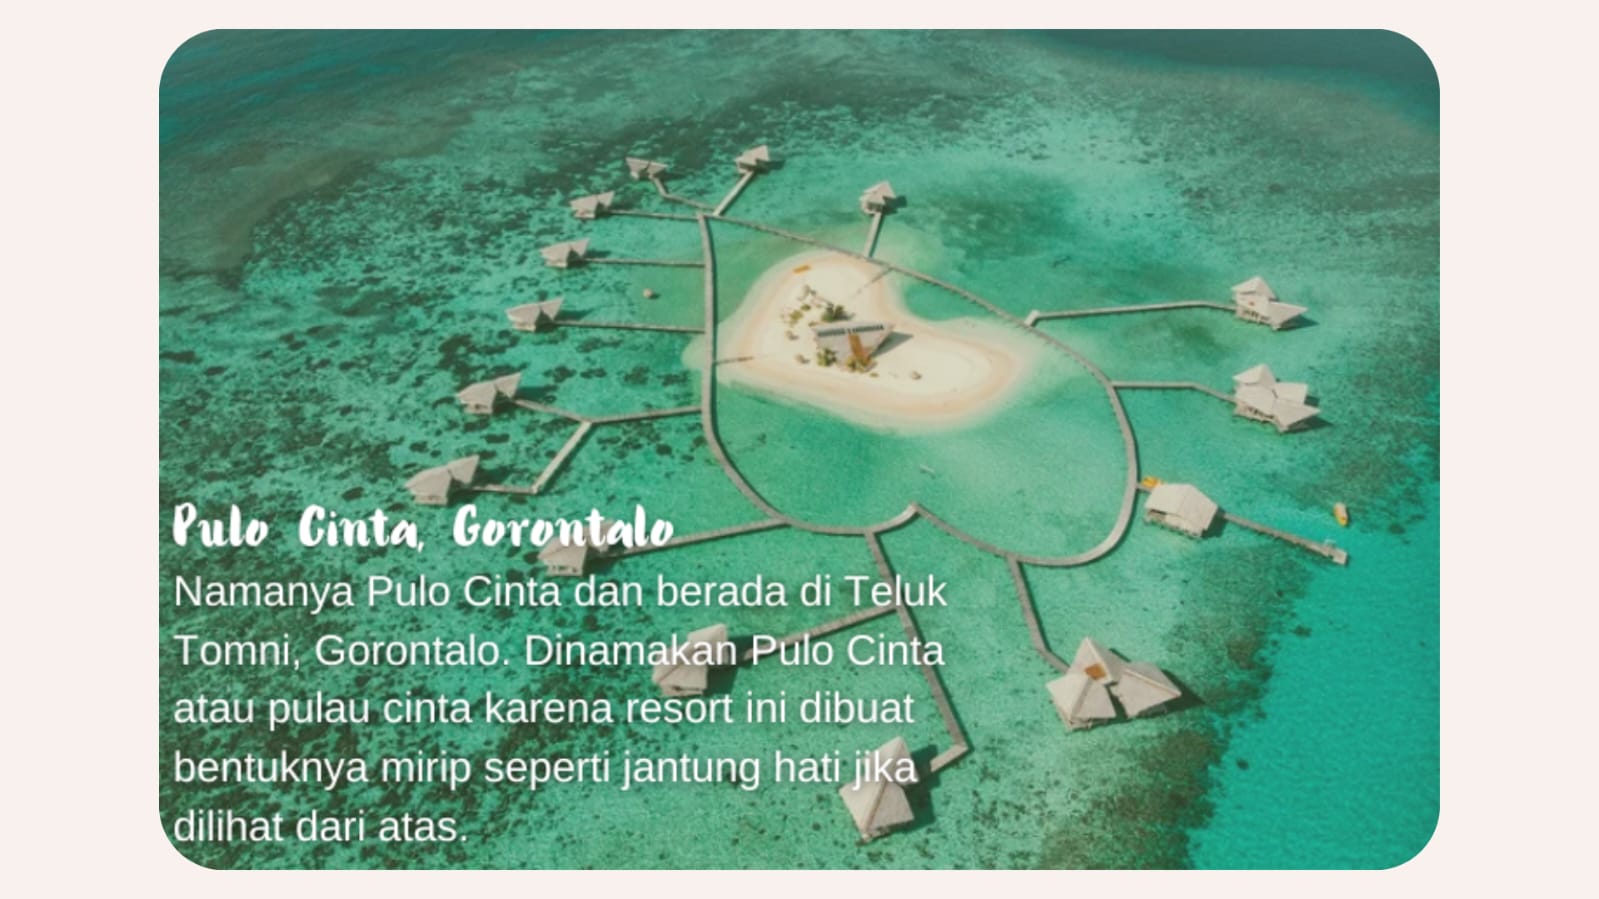 Pulo Cinta, Gorontalo
Namanya Pulo Cinta dan berada di Teluk
Tomni, Gorontalo. Dinamakan Pulo Cinta
atau pulau cinta karena resort ini dibuat
bentuknya mirip seperti jantung hati jika
dilihat dari atas.